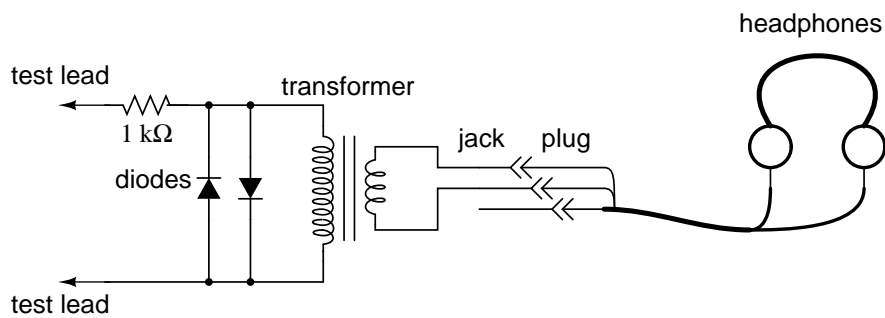 headphones
test lead
transformer
1 kΩ
jack plug
diodes
test lead